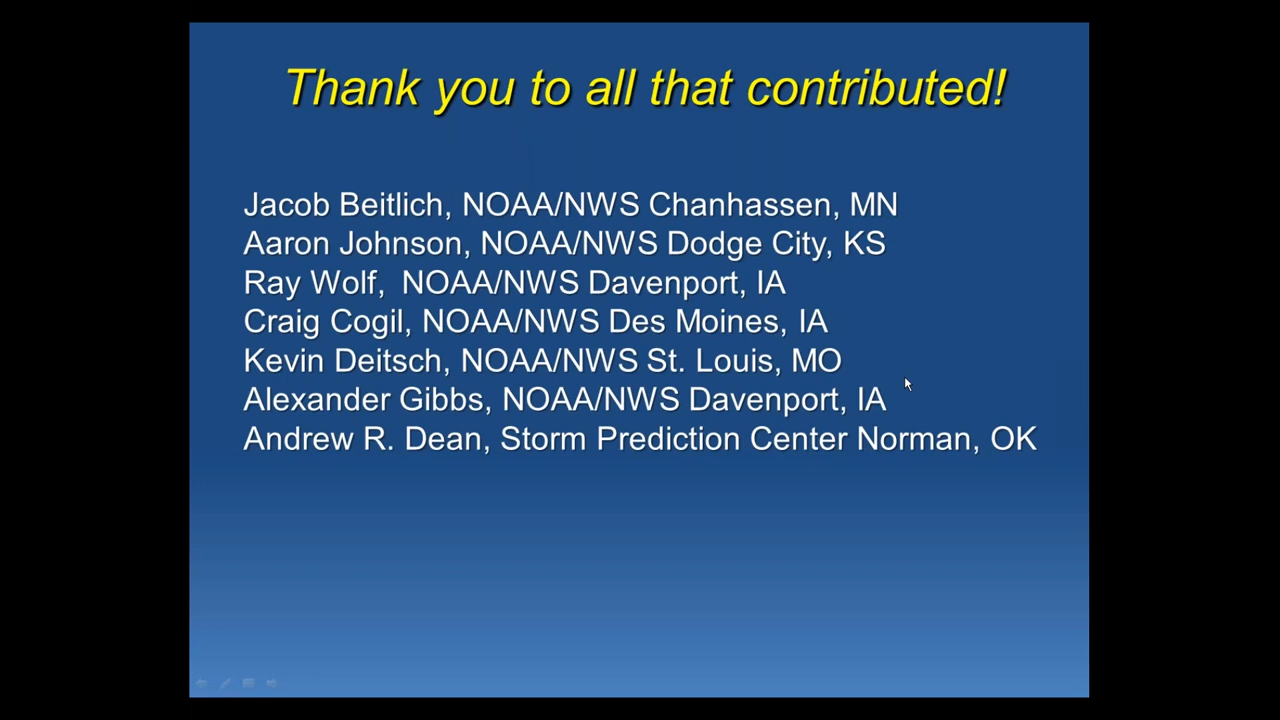 Thank you to all that contributed!
Jacob Beitlich, NOAA/NWS Chanhassen, MN
Aaron Johnson, NOAA/NWS Dodge City, KS
Ray Wolf,  NOAA/NWS Davenport, IA
Craig Cogil, NOAA/NWS Des Moines, IA
Kevin Deitsch, NOAA/NWS St. Louis, MO
Alexander Gibbs, NOAA/NWS Davenport, IA
Andrew R. Dean, Storm Prediction Center Norman, OK